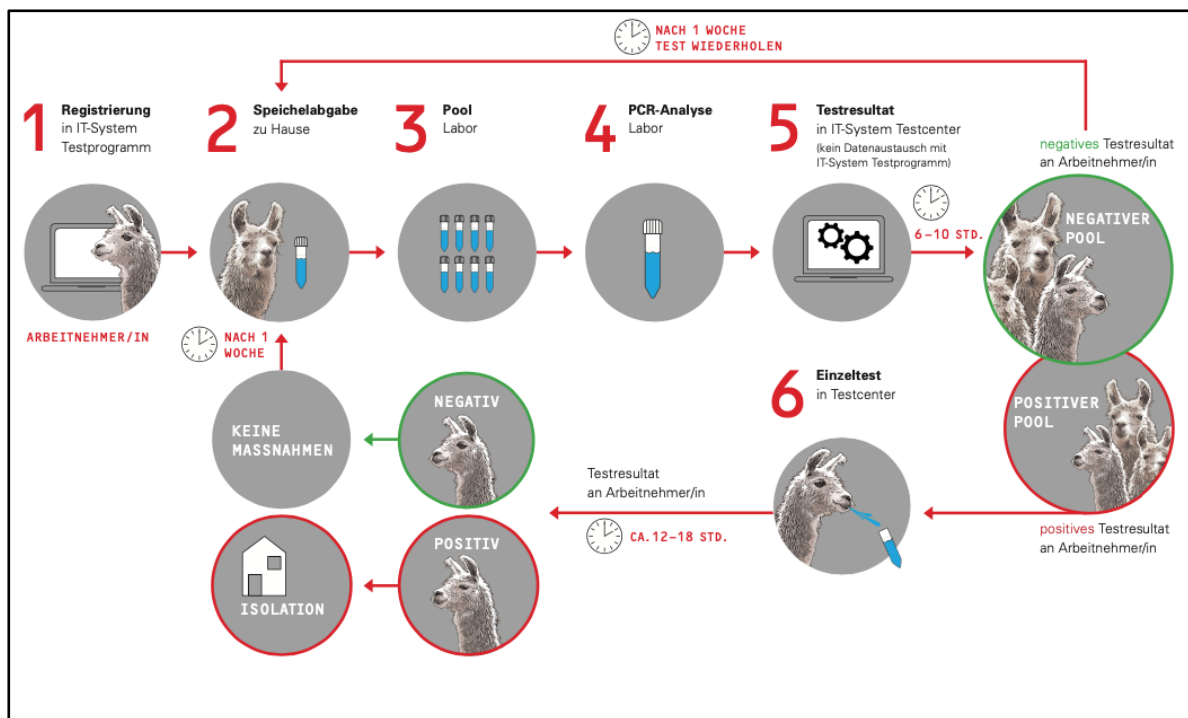 NACH 1 WOCHE
TEST WIEDERHOLEN
1
Registrierung
in IT-System
Testprogramm
2
Speichelabgabe
zu Hause
3
Pool
Labor
4
PCR-Analyse
Labor
5
Testresultat
in IT-System Testcenter
(kein Datenaustausch mit
IT-System Testprogramm)
negatives Testresultat
an Arbeitnehmer/in
6–10 STD.
NEGATIVER
POOL
ARBEITNEHMER/IN
NACH 1
WOCHE
6
Einzeltest
in Testcenter
POSITIVER
POOL
positives Testresultat
an Arbeitnehmer/in
Testresultat
an Arbeitnehmer/in
CA. 12–18 STD.
NEGATIV
KEINE
MASSNAHMEN
POSITIV
ISOLATION